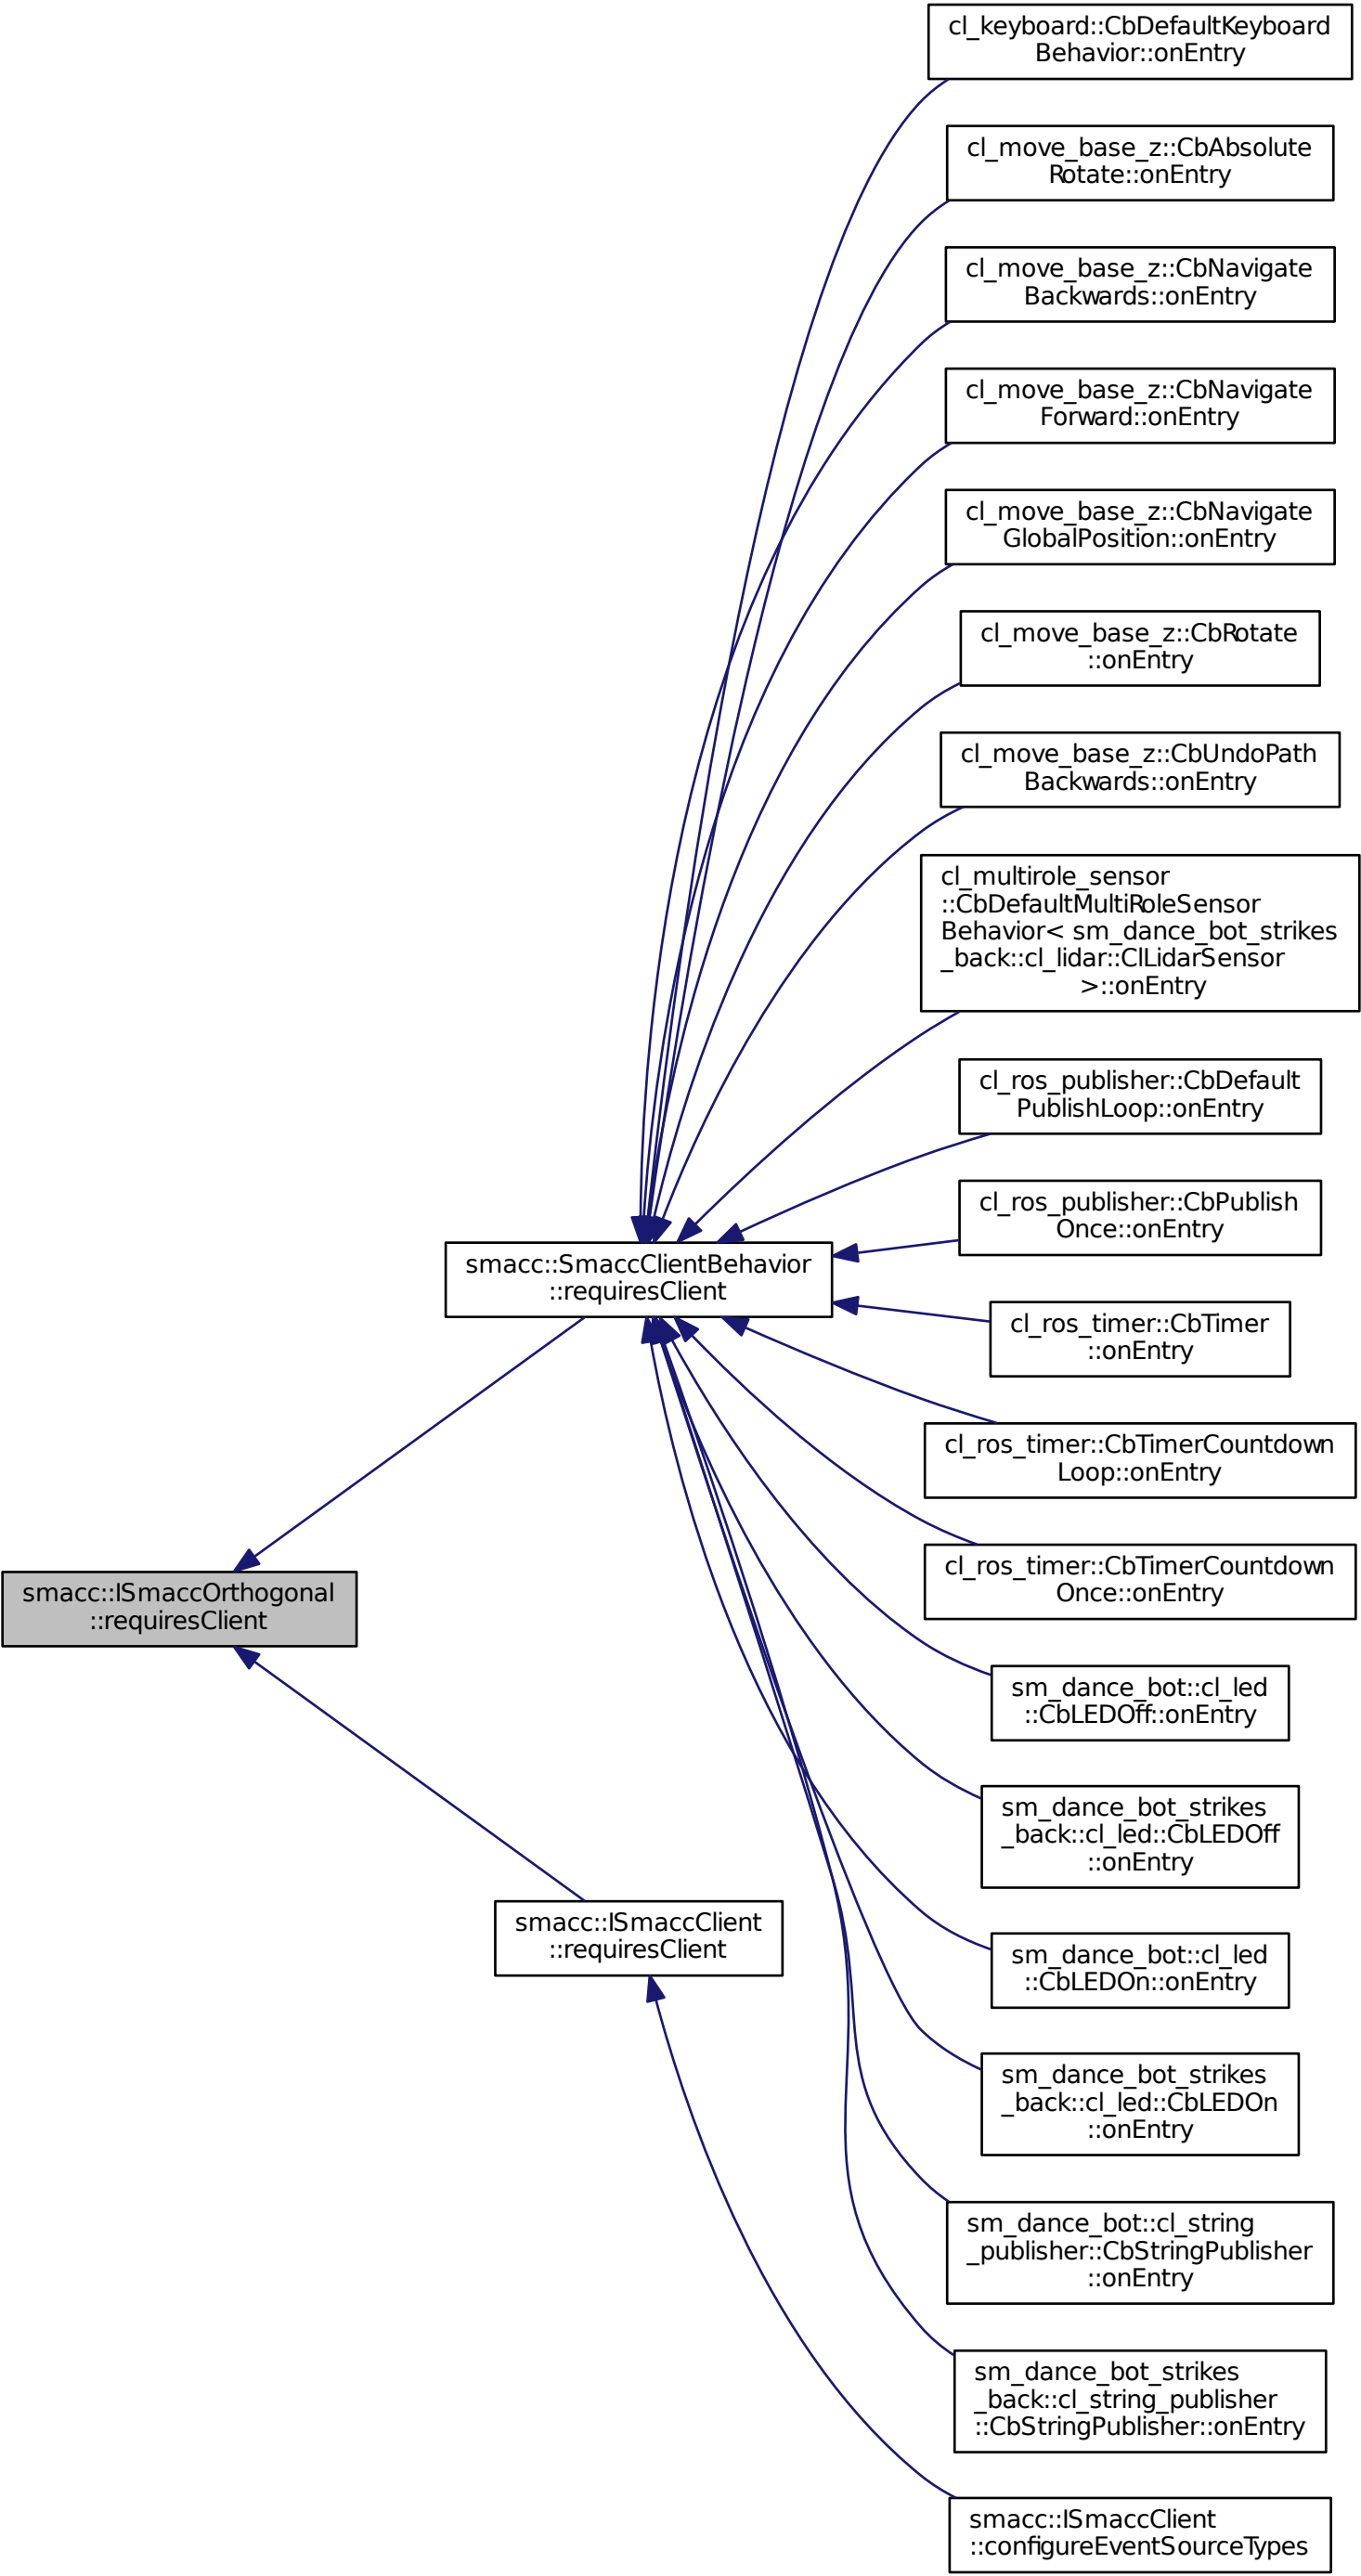 cl_keyboard::CbDefaultKeyboard
Behavior::onEntry
cl_move_base_z::CbAbsolute
Rotate::onEntry
cl_move_base_z::CbNavigate
Backwards::onEntry
cl_move_base_z::CbNavigate
Forward::onEntry
cl_move_base_z::CbNavigate
GlobalPosition::onEntry
cl_move_base_z::CbRotate
::onEntry
cl_move_base_z::CbUndoPath
Backwards::onEntry
cl_multirole_sensor
::CbDefaultMultiRoleSensor
Behavior< sm_dance_bot_strikes
_back::cl_lidar::ClLidarSensor
>::onEntry
cl_ros_publisher::CbDefault
PublishLoop::onEntry
cl_ros_publisher::CbPublish
Once::onEntry
smacc::SmaccClientBehavior
::requiresClient
cl_ros_timer::CbTimer
::onEntry
cl_ros_timer::CbTimerCountdown
Loop::onEntry
cl_ros_timer::CbTimerCountdown
Once::onEntry
smacc::ISmaccOrthogonal
::requiresClient
sm_dance_bot::cl_led
::CbLEDOff::onEntry
sm_dance_bot_strikes
_back::cl_led::CbLEDOff
::onEntry
smacc::ISmaccClient
::requiresClient
sm_dance_bot::cl_led
::CbLEDOn::onEntry
sm_dance_bot_strikes
_back::cl_led::CbLEDOn
::onEntry
sm_dance_bot::cl_string
_publisher::CbStringPublisher
::onEntry
sm_dance_bot_strikes
_back::cl_string_publisher
::CbStringPublisher::onEntry
smacc::ISmaccClient
::configureEventSourceTypes